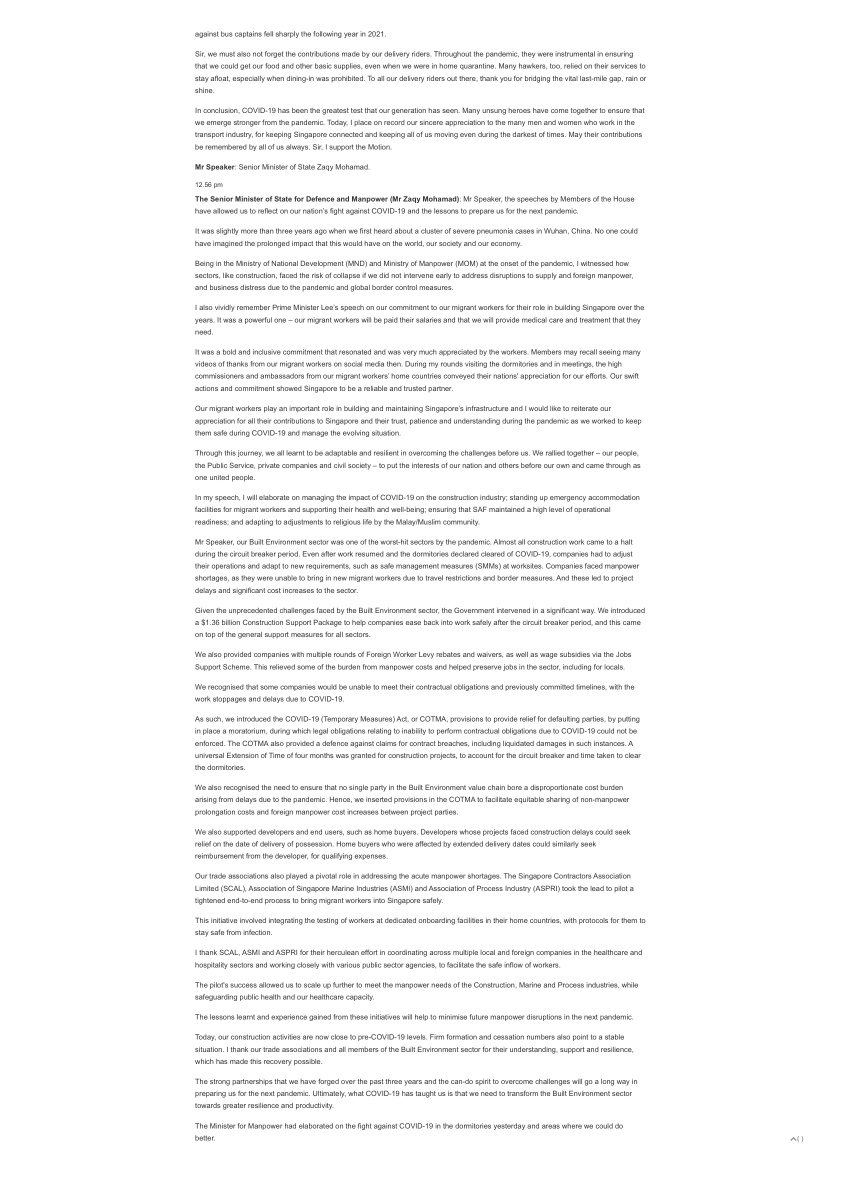 against bus captains fell sharply the following year in 2021.
Sir, we must also not forget the contributions made by our delivery riders. Throughout the pandemic, they were instrumental in ensuring
that we could get our food and other basic supplies, even when we were in home quarantine. Many hawkers, too, relied on their services to
stay afloat, especially when dining-in was prohibited. To all our delivery riders out there, thank you for bridging the vital last-mile gap, rain or
shine.
In conclusion, COVID-19 has been the greatest test that our generation has seen. Many unsung heroes have come together to ensure that
we emerge stronger from the pandemic. Today, I place on record our sincere appreciation to the many men and women who work in the
transport industry, for keeping Singapore connected and keeping all of us moving even during the darkest of times. May their contributions
be remembered by all of us always. Sir, I support the Motion.
Mr Speaker: Senior Minister of State Zaqy Mohamad.
12.56 pm
The Senior Minister of State for Defence and Manpower (Mr Zaqy Mohamad): Mr Speaker, the speeches by Members of the House
have allowed us to reflect on our nation's fight against COVID-19 and the lessons to prepare us for the next pandemic.
It was slightly more than three years ago when we first heard about a cluster of severe pneumonia cases in Wuhan, China. No one could
have imagined the prolonged impact that this would have on the world, our society and our economy.
Being in the Ministry of National Development (MND) and Ministry of Manpower (MOM) at the onset of the pandemic, I witnessed how
sectors, like construction, faced the risk of collapse if we did not intervene early to address disruptions to supply and foreign manpower,
and business distress due to the pandemic and global border control measures.
I also vividly remember Prime Minister Lee's speech on our commitment to our migrant workers for their role in building Singapore over the
years. It was a powerful one – our migrant workers will be paid their salaries and that we will provide medical care and treatment that they
need.
It was a bold and inclusive commitment that resonated and was very much appreciated by the workers. Members may recall seeing many
videos of thanks from our migrant workers on social media then. During my rounds visiting the dormitories and in meetings, the high
commissioners and ambassadors from our migrant workers' home countries conveyed their nations' appreciation for our efforts. Our swift
actions and commitment showed Singapore to be a reliable and trusted partner.
Our migrant workers play an important role in building and maintaining Singapore's infrastructure and I would like to reiterate our
appreciation for all their contributions to Singapore and their trust, patience and understanding during the pandemic as we worked to keep
them safe during COVID-19 and manage the evolving situation.
Through this journey, we all learnt to be adaptable and resilient in overcoming the challenges before us. We rallied together – our people,
the Public Service, private companies and civil society – to put the interests of our nation and others before our own and came through as
one united people.
In my speech, I will elaborate on managing the impact of COVID-19 on the construction industry; standing up emergency accommodation
facilities for migrant workers and supporting their health and well-being; ensuring that SAF maintained a high level of operational
readiness; and adapting to adjustments to religious life by the Malay/Muslim community.
Mr Speaker, our Built Environment sector was one of the worst-hit sectors by the pandemic. Almost all construction work came to a halt
during the circuit breaker period. Even after work resumed and the dormitories declared cleared of COVID-19, companies had to adjust
their operations and adapt to new requirements, such as safe management measures (SMMs) at worksites. Companies faced manpower
shortages, as they were unable to bring in new migrant workers due to travel restrictions and border measures. And these led to project
delays and significant cost increases to the sector.
Given the unprecedented challenges faced by the Built Environment sector, the Government intervened in a significant way. We introduced
a $1.36 billion Construction Support Package to help companies ease back into work safely after the circuit breaker period, and this came
on top of the general support measures for all sectors.
We also provided companies with multiple rounds of Foreign Worker Levy rebates and waivers, as well as wage subsidies via the Jobs
Support Scheme. This relieved some of the burden from manpower costs and helped preserve jobs in the sector, including for locals.
We recognised that some companies would be unable to meet their contractual obligations and previously committed timelines, with the
work stoppages and delays due to COVID-19.
As such, we introduced the COVID-19 (Temporary Measures) Act, or COTMA, provisions to provide relief for defaulting parties, by putting
in place a moratorium, during which legal obligations relating to inability to perform contractual obligations due to COVID-19 could not be
enforced. The COTMA also provided a defence against claims for contract breaches, including liquidated damages in such instances. A
universal Extension of Time of four months was granted for construction projects, to account for the circuit breaker and time taken to clear
the dormitories.
We also recognised the need to ensure that no single party in the Built Environment value chain bore a disproportionate cost burden
arising from delays due to the pandemic. Hence, we inserted provisions in the COTMA to facilitate equitable sharing of non-manpower
prolongation costs and foreign manpower cost increases between project parties.
We also supported developers and end users, such as home buyers. Developers whose projects faced construction delays could seek
relief on the date of delivery of possession. Home buyers who were affected by extended delivery dates could similarly seek
reimbursement from the developer, for qualifying expenses.
Our trade associations also played a pivotal role in addressing the acute manpower shortages. The Singapore Contractors Association
Limited (SCAL), Association of Singapore Marine Industries (ASMI) and Association of Process Industry (ASPRI) took the lead to pilot a
tightened end-to-end process to bring migrant workers into Singapore safely.
This initiative involved integrating the testing of workers at dedicated onboarding facilities in their home countries, with protocols for them to
stay safe from infection.
I thank SCAL, ASMI and ASPRI for their herculean effort in coordinating across multiple local and foreign companies in the healthcare and
hospitality sectors and working closely with various public sector agencies, to facilitate the safe inflow of workers.
The pilot's success allowed us to scale up further to meet the manpower needs of the Construction, Marine and Process industries, while
safeguarding public health and our healthcare capacity.
The lessons learnt and experience gained from these initiatives will help to minimise future manpower disruptions in the next pandemic.
Today, our construction activities are now close to pre-COVID-19 levels. Firm formation and cessation numbers also point to a stable
situation. I thank our trade associations and all members of the Built Environment sector for their understanding, support and resilience,
which has made this recovery possible.
The strong partnerships that we have forged over the past three years and the can-do spirit to overcome challenges will go a long way in
preparing us for the next pandemic. Ultimately, what COVID-19 has taught us is that we need to transform the Built Environment sector
towards greater resilience and productivity.
The Minister for Manpower had elaborated on the fight against COVID-19 in the dormitories yesterday and areas where we could do
better.
( )